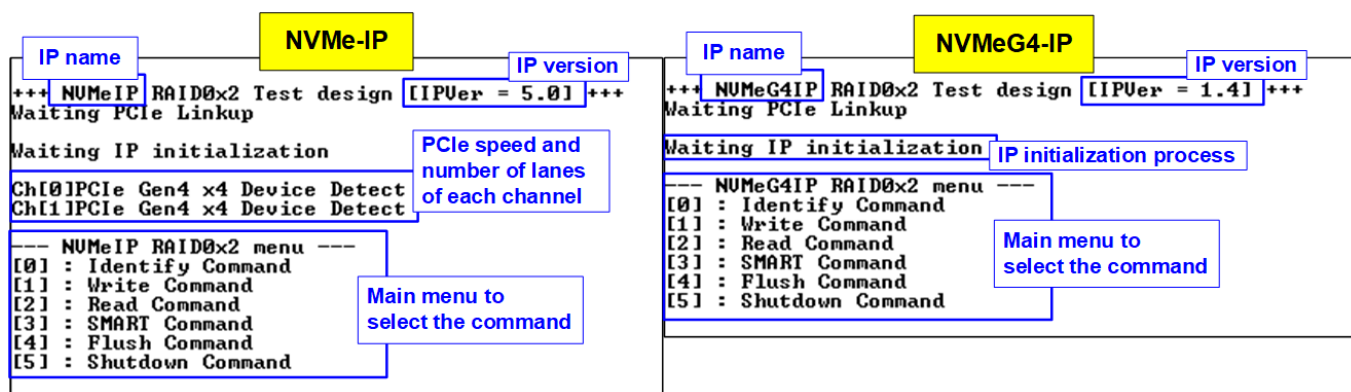 NVMe-IP
IP name
IP version
+++ NVMeIP RAID0x2 Test design [IPVer = 5.0] +++
Waiting PCIe Linkup
Waiting IP initialization
PCIe speed and
number of lanes
of each channel
Ch[0]PCIe Gen4 x4 Device Detect
Ch[1]PCIe Gen4 x4 Device Detect
--- NVMeIP RAID0x2 menu ---
[0] : Identify Command
[1] : Write Command
[2] : Read Command
[3] : SMART Command
[4] : Flush Command
[5] : Shutdown Command
Main menu to
select the command
NVMeG4-IP
IP name
IP version
+++ NVMeG4IP RAID0x2 Test design [IPVer = 1.4] +++
Waiting PCIe Linkup
Waiting IP initialization
IP initialization process
--- NVMeG4IP RAID0x2 menu ---
[0] : Identify Command
[1] : Write Command
[2] : Read Command
[3] : SMART Command
[4] : Flush Command
[5] : Shutdown Command
Main menu to
select the command